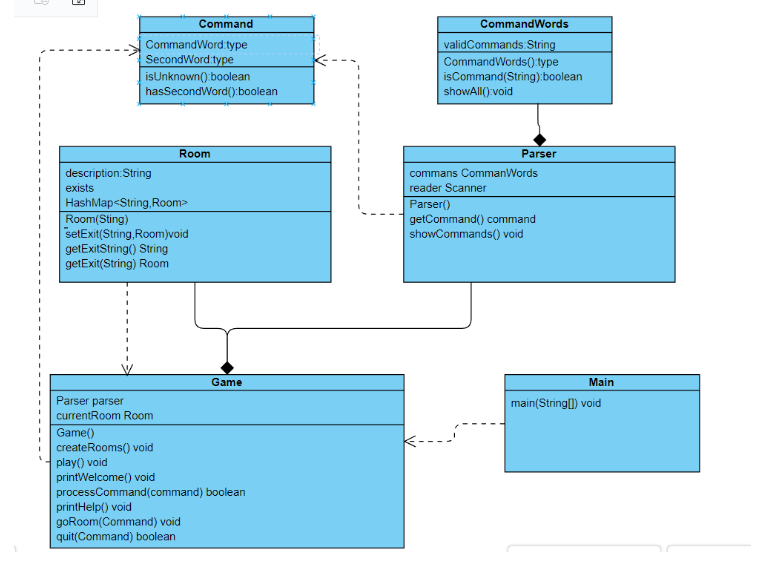 Command
CommandWord:type
SecondWord:type
isUnknown():boolean
hasSecondWord():boolean
CommandWords
validCommands:String
CommandWords():type
isCommand(String):boolean
showAll():void
Room
description:String
exists
HashMap<String,Room>
Room(Sting)
setExit(String,Room)void
getExitString() String
getExit(String) Room
Parser
commans CommanWords
reader Scanner
Parser()
getCommand() command
showCommands() void
Game
Parser parser
currentRoom Room
Game()
createRooms() void
play() void
printWelcome() void
processCommand(command) boolean
printHelp() void
goRoom(Command) void
quit(Command) boolean
Main
main(String[]) void